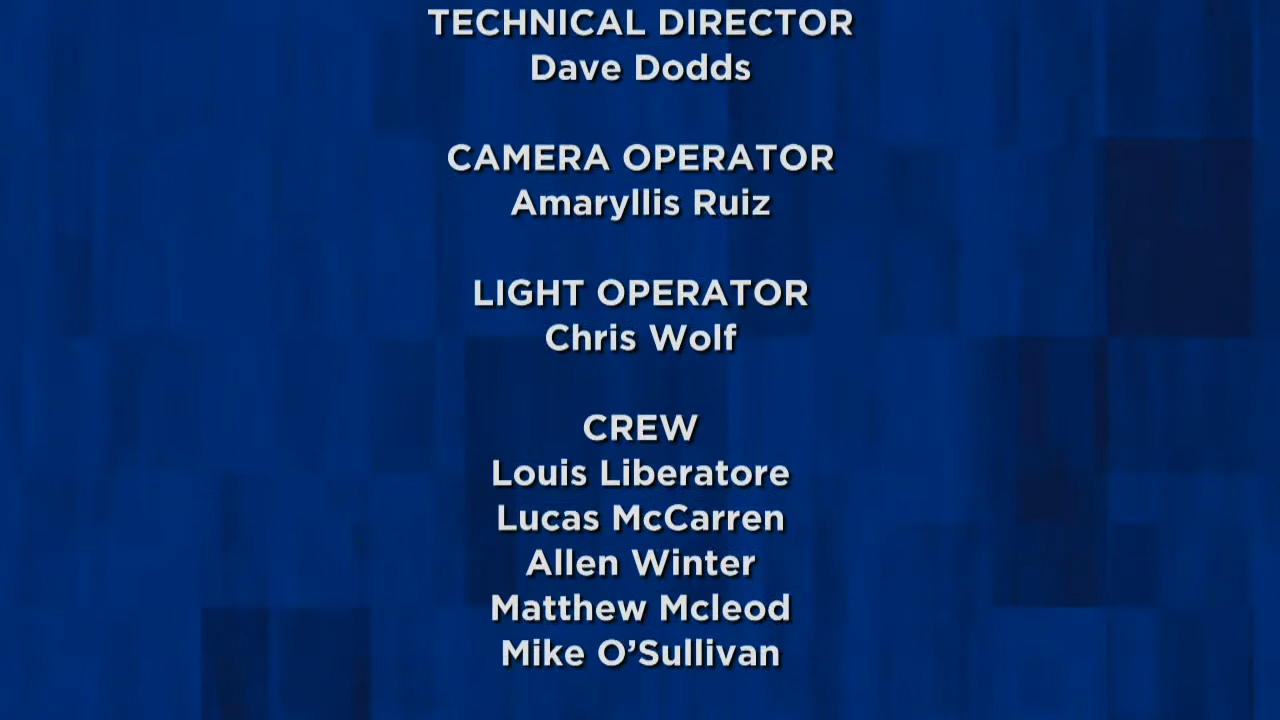 TECHNICAL DIRECTOR
Dave Dodds
CAMERA OPERATOR
Amaryllis Ruiz
LIGHT OPERATOR
Chris Wolf
CREW
Louis Liberatore
Lucas McCarren
Allen Winter
Matthew Mcleod
Mike O’Sullivan